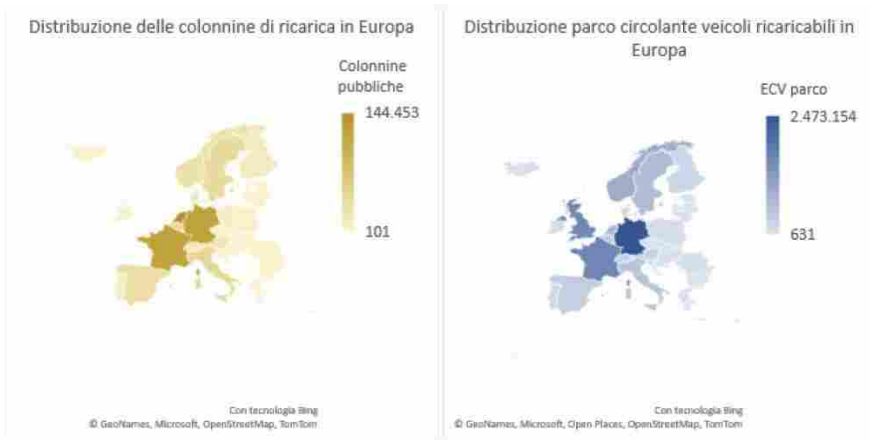 Distribuzione delle colonnine di ricarica in Europa
Colonnine
pubbliche
144.453
101
Con tecnologia Bing
© GeoNames, Microsoft, OpenStreetMap, TomTom
Distribuzione parco circolante veicoli ricaricabili in
Europa
ECV parco
2.473.154
631
Con tecnologia Bing
© GeoNames, Microsoft, Open Places, OpenStreetMap, TomTom